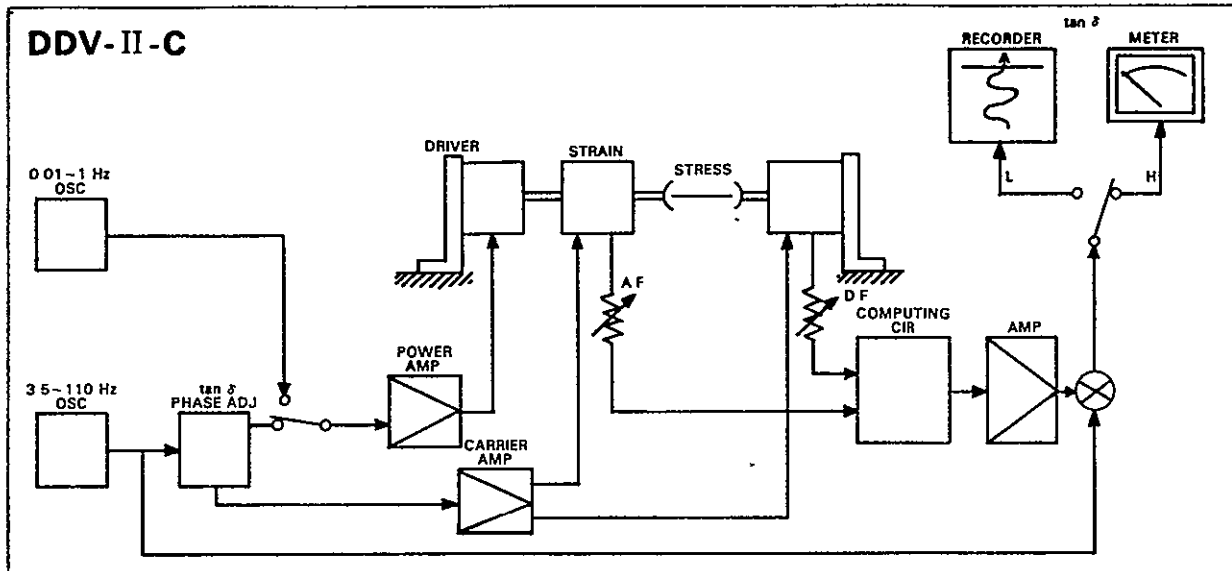 DDV-II-C
tan δ
RECORDER
METER
DRIVER
STRAIN
STRESS
L
H
0 01~1 Hz
OSC
A F
D F
COMPUTING
CIR
AMP
POWER
AMP
3 5~110 Hz
OSC
tan δ
PHASE ADJ
CARRIER
AMP